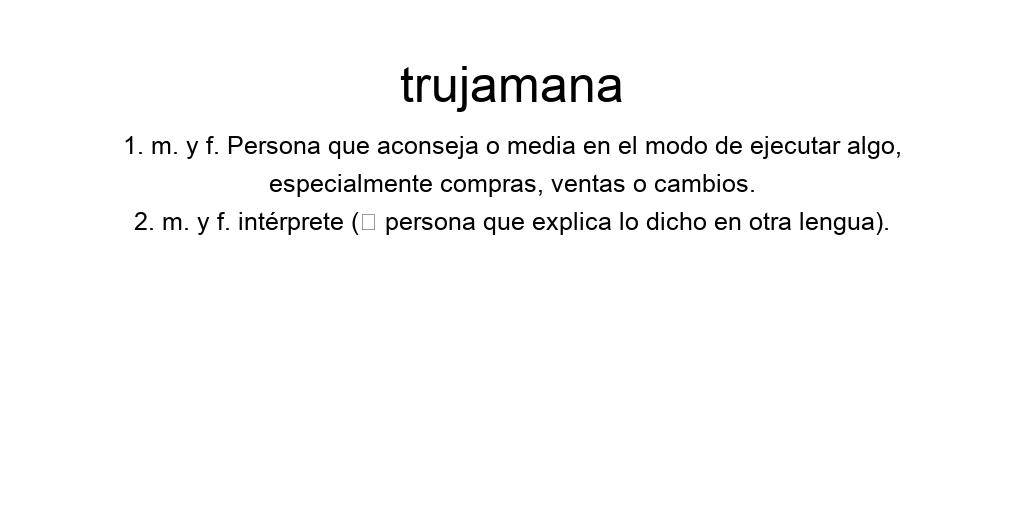 trujamana
1. m. y f. Persona que aconseja o media en el modo de ejecutar algo,
especialmente compras, ventas o cambios.
2. m. y f. intérprete (□ persona que explica lo dicho en otra lengua).